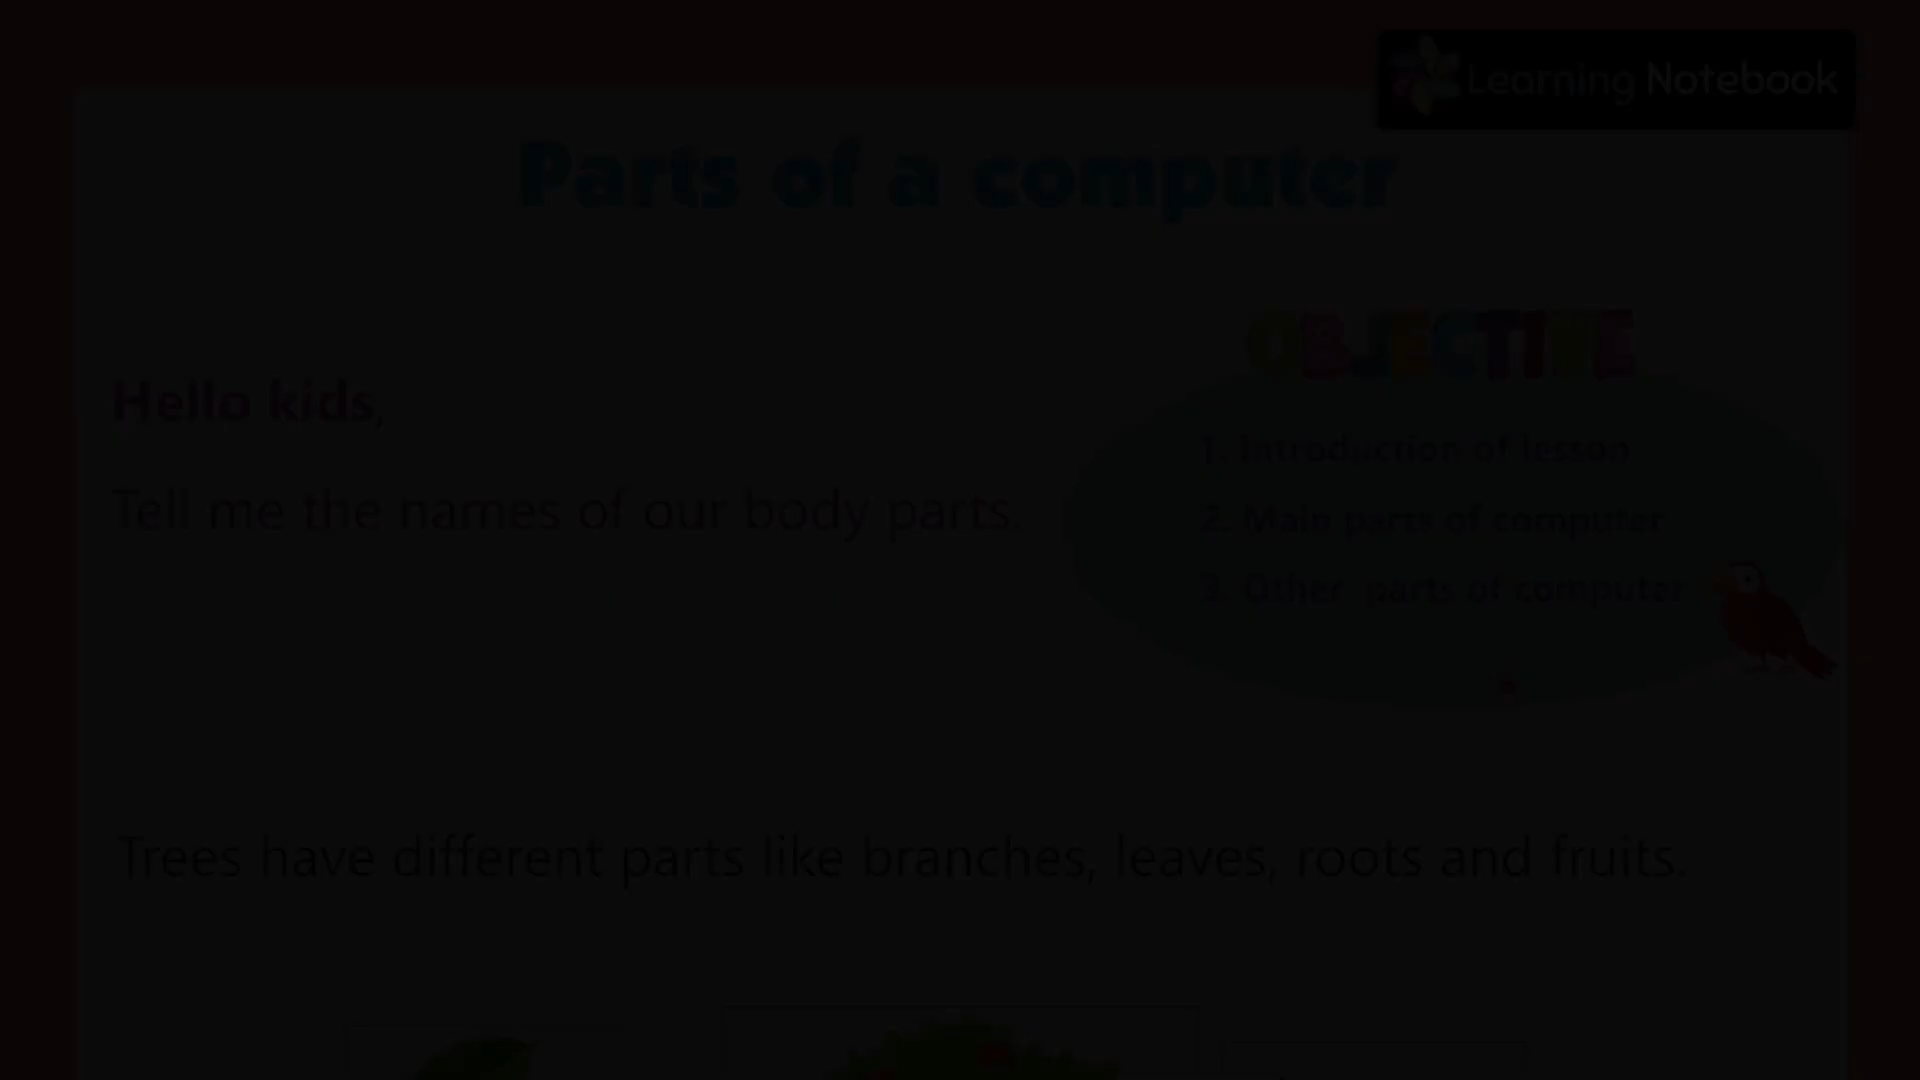 Learning Notebook
Parts of a computer
OBJECTIVE
Hello kids,
1. Introduction of lesson
Tell me the names of our body parts.
2. Main parts of computer
3. Other parts of computer
Trees have different parts like branches, leaves, roots and fruits.